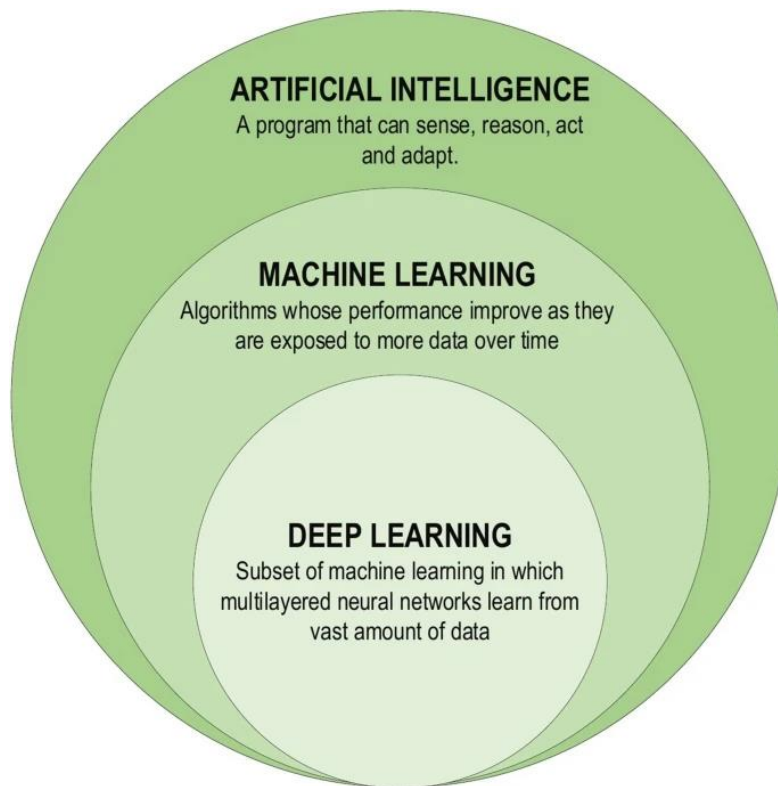 ARTIFICIAL INTELLIGENCE
A program that can sense, reason, act
and adapt.
MACHINE LEARNING
Algorithms whose performance improve as they
are exposed to more data over time
DEEP LEARNING
Subset of machine learning in which
multilayered neural networks learn from
vast amount of data